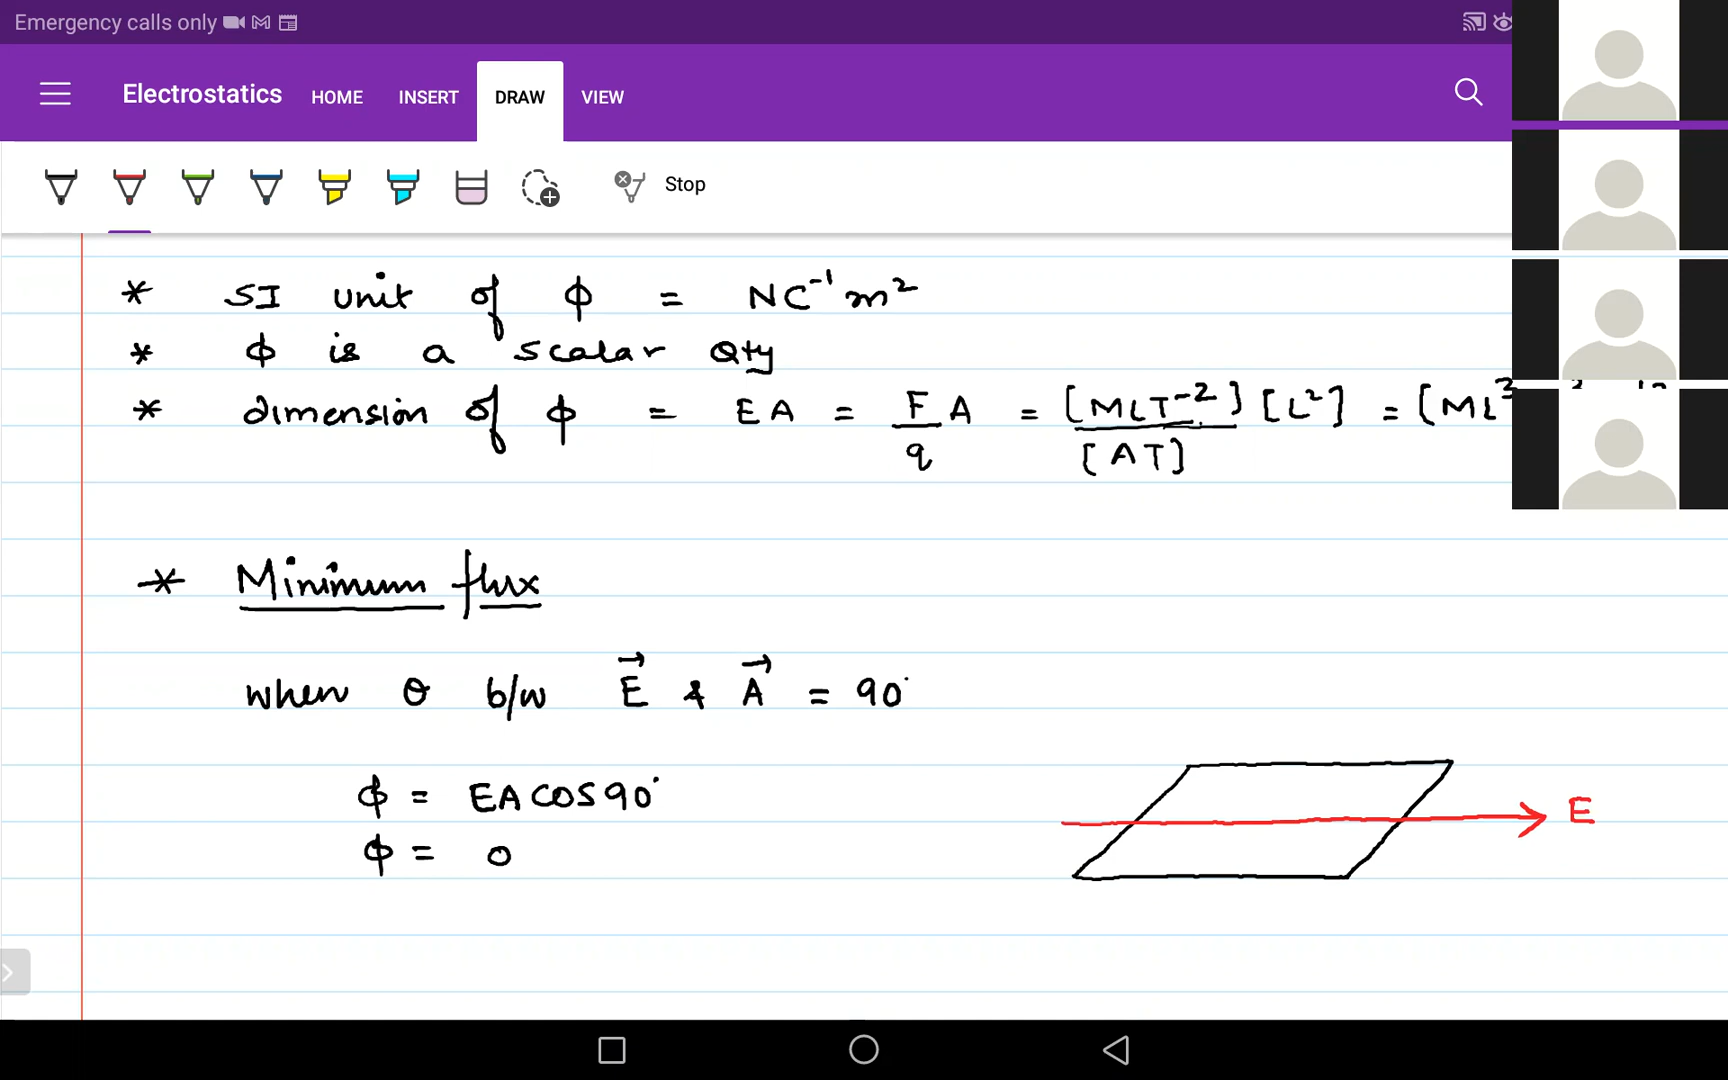 Emergency calls only
Electrostatics HOME INSERT DRAW VIEW
Stop
* SI unit of ϕ = NC⁻¹m²
* ϕ is a scalar Qty
* dimension of ϕ = EA = F/q A = [MLT⁻²]/[AT] [L²] = [ML³
* Minimum flux
when θ b/w E⃗ & A⃗ = 90°
ϕ = EA COS 90°
E
ϕ = 0